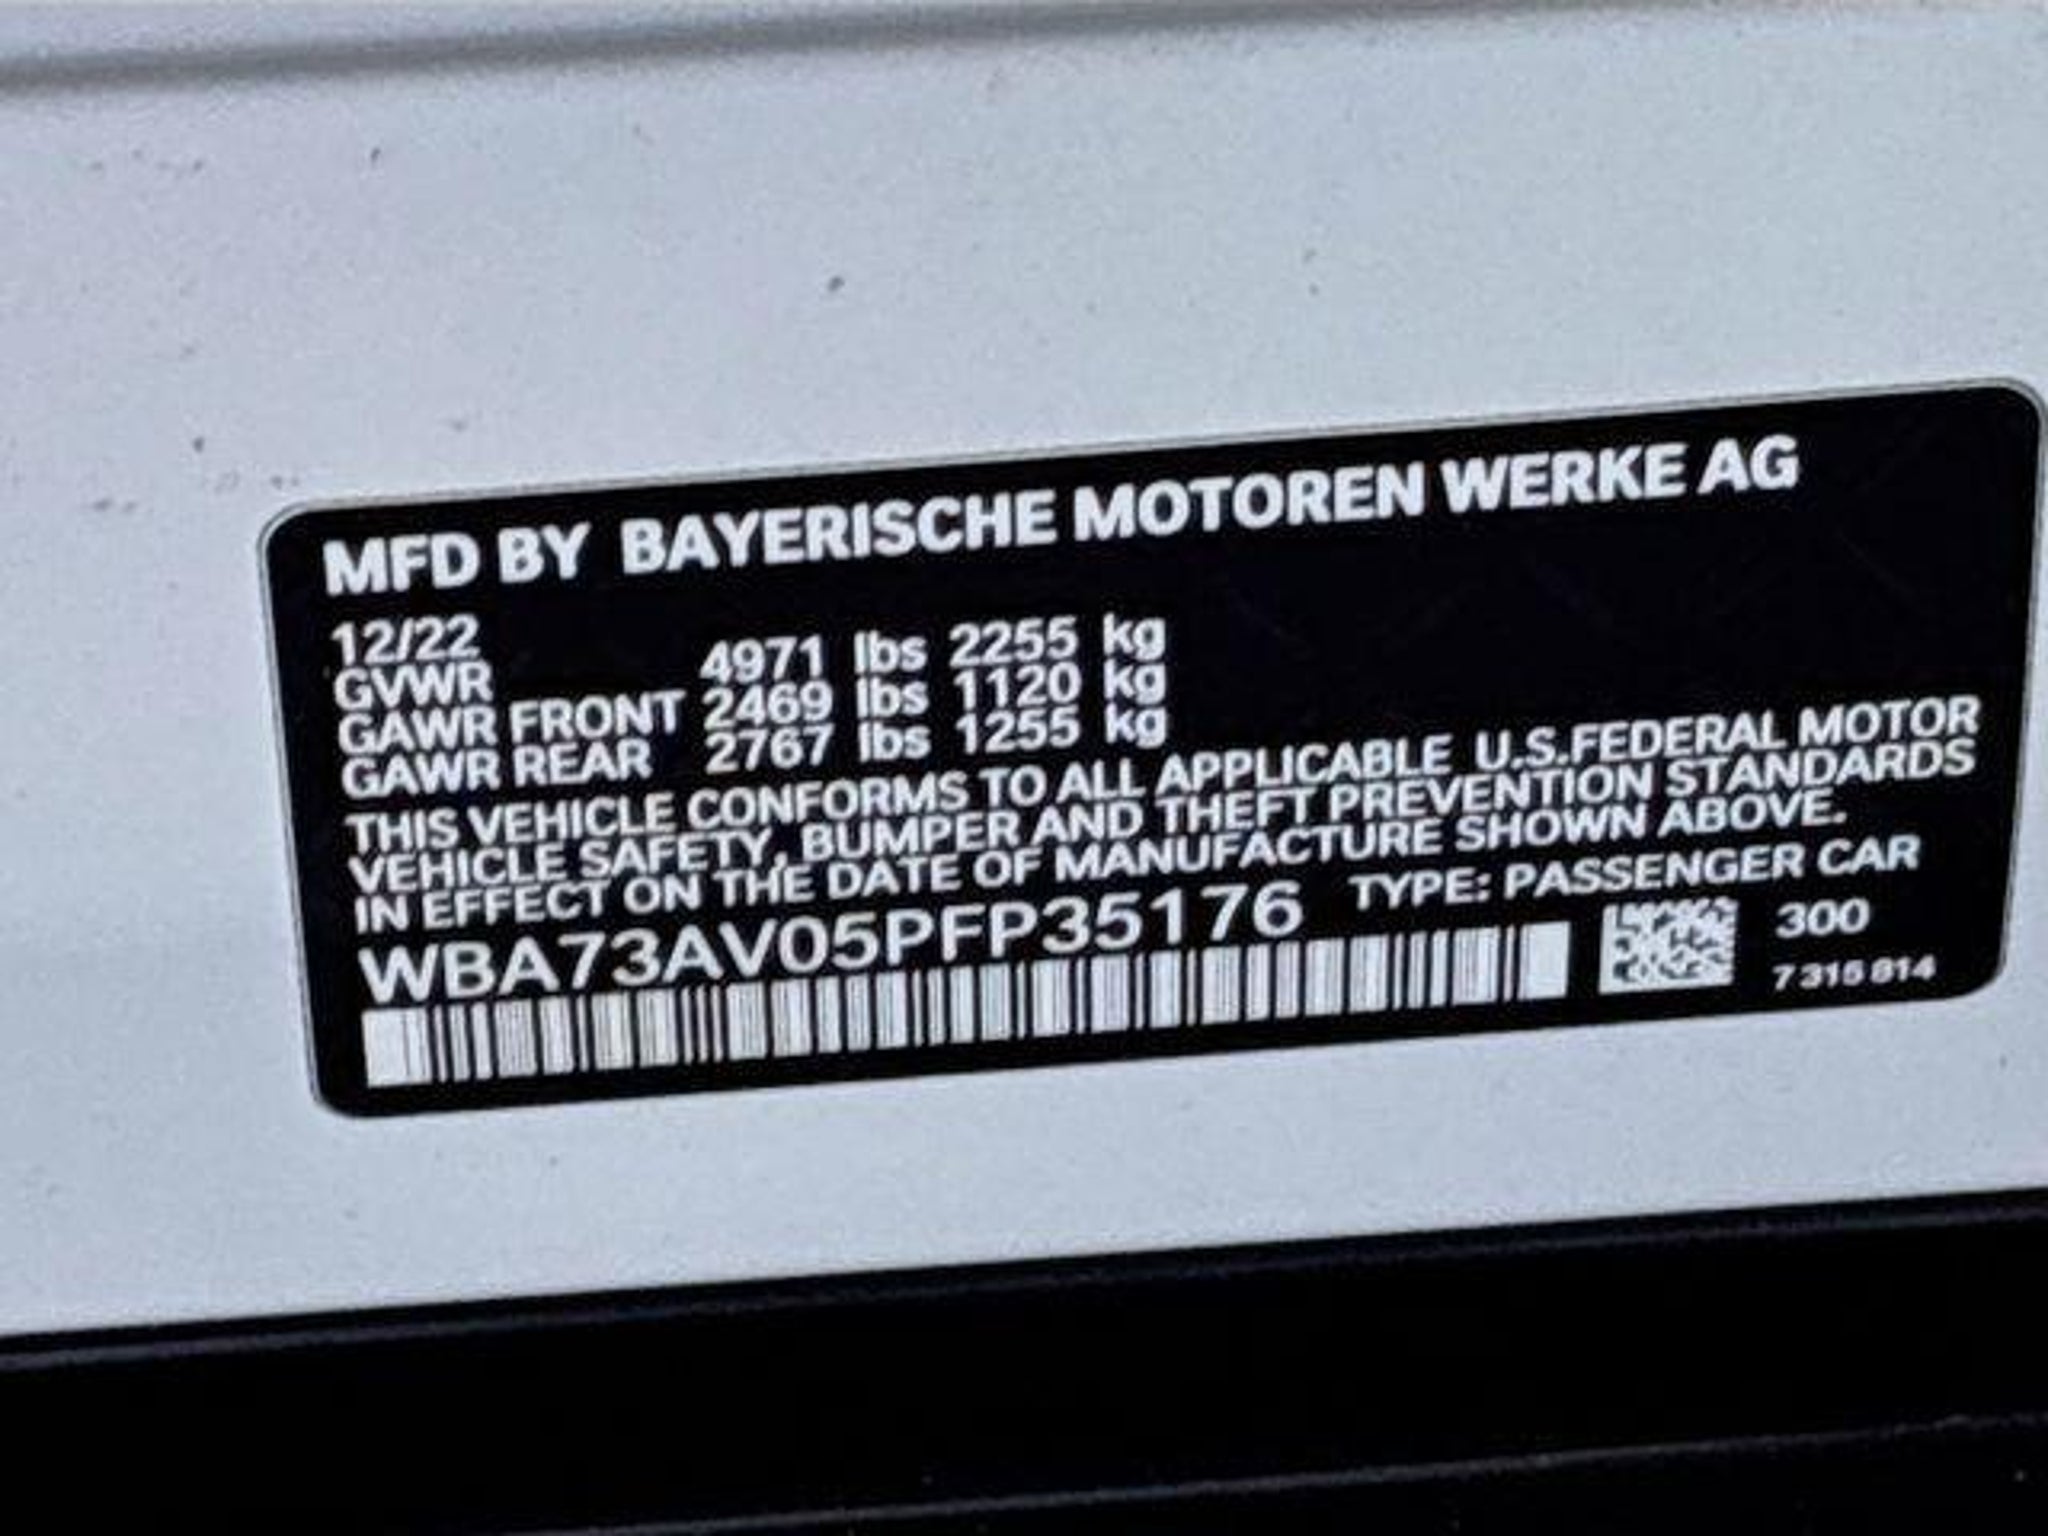 MFD BY BAYERISCHE MOTOREN WERKE AG
12/22
GVWR 4971 lbs 2255 kg
GAWR FRONT 2469 lbs 1120 kg
GAWR REAR 2767 lbs 1255 kg
THIS VEHICLE CONFORMS TO ALL APPLICABLE U.S.FEDERAL MOTOR
VEHICLE SAFETY, BUMPER AND THEFT PREVENTION STANDARDS
IN EFFECT ON THE DATE OF MANUFACTURE SHOWN ABOVE.
WBA73AV05PFP35176 TYPE: PASSENGER CAR
300
7 315 814